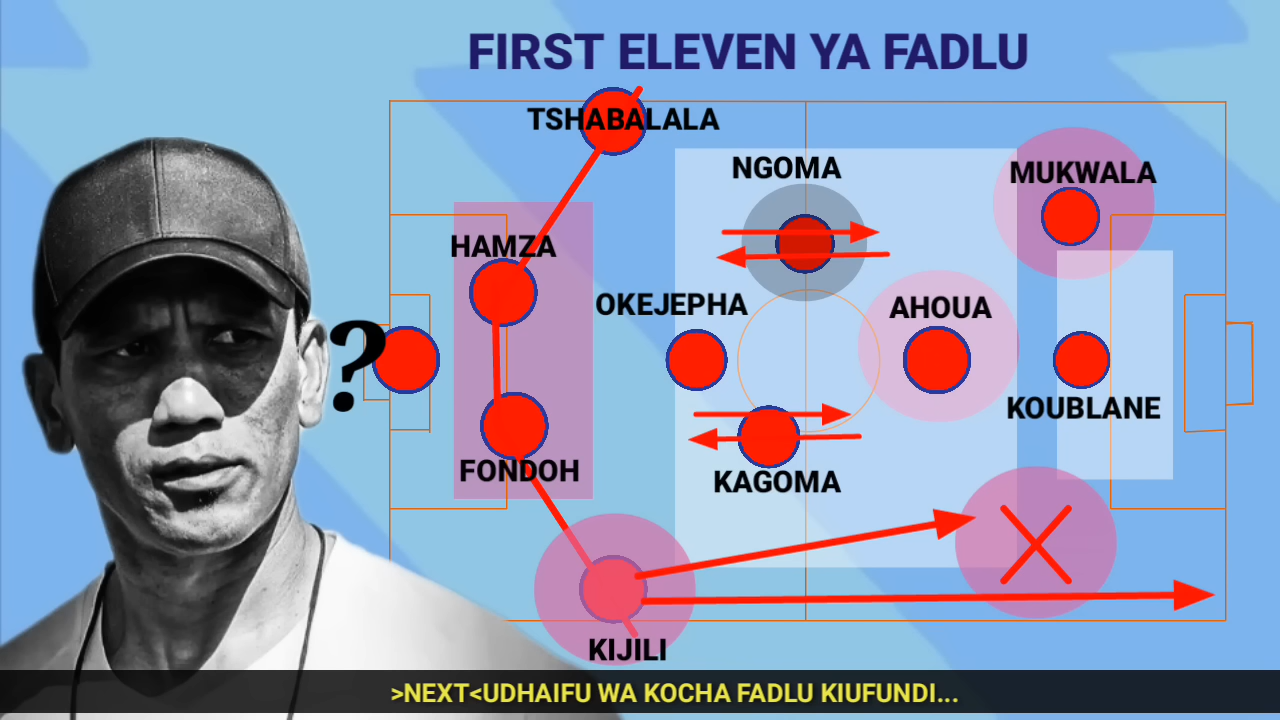 FIRST ELEVEN YA FADLU
TSHABALALA
NGOMA
MUKWALA
HAMZA
OKEJEPHA
AHOUA
?
KOUBLANE
FONDOH
KAGOMA
KIJILI
>NEXT<UDHAIFU WA KOCHA FADLU KIUFUNDI...